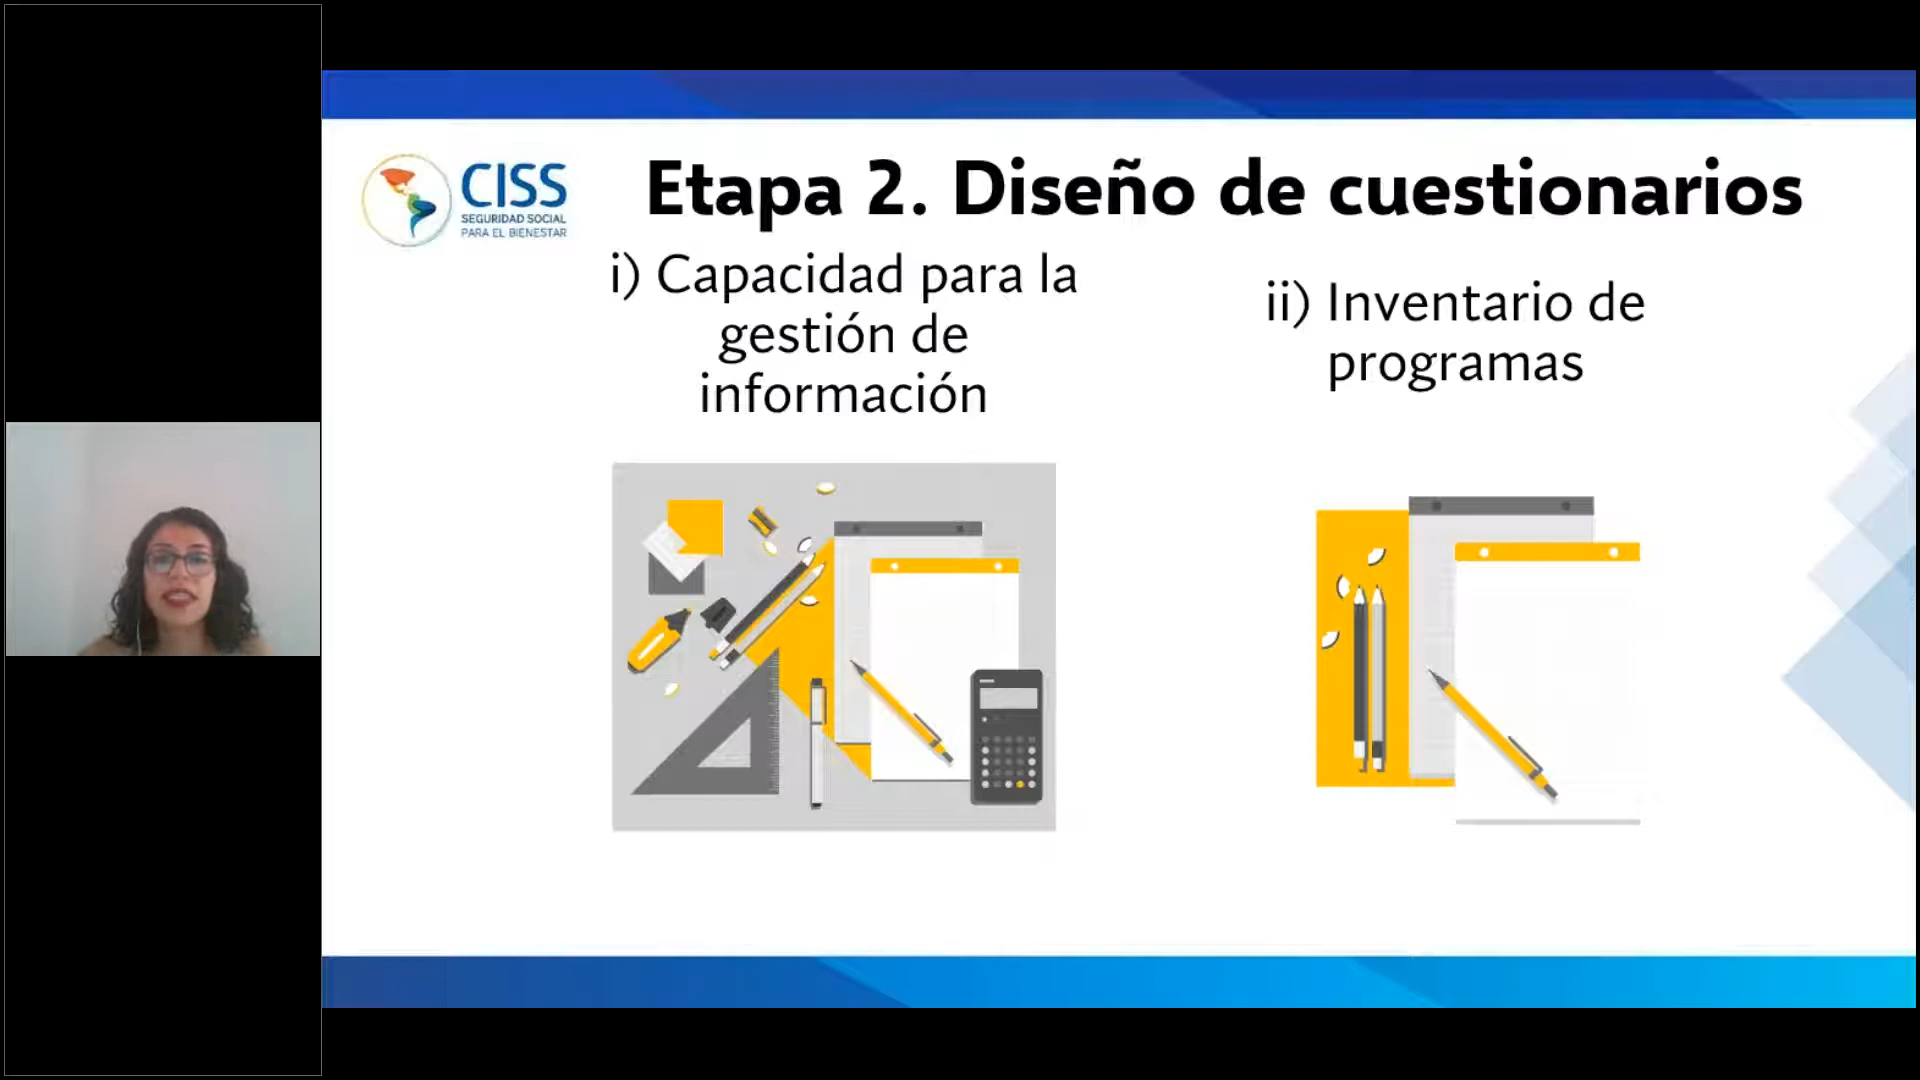 CISS
SEGURIDAD SOCIAL
PARA EL BIENESTAR
Etapa 2. Diseño de cuestionarios
i) Capacidad para la
gestión de
información
ii) Inventario de
programas